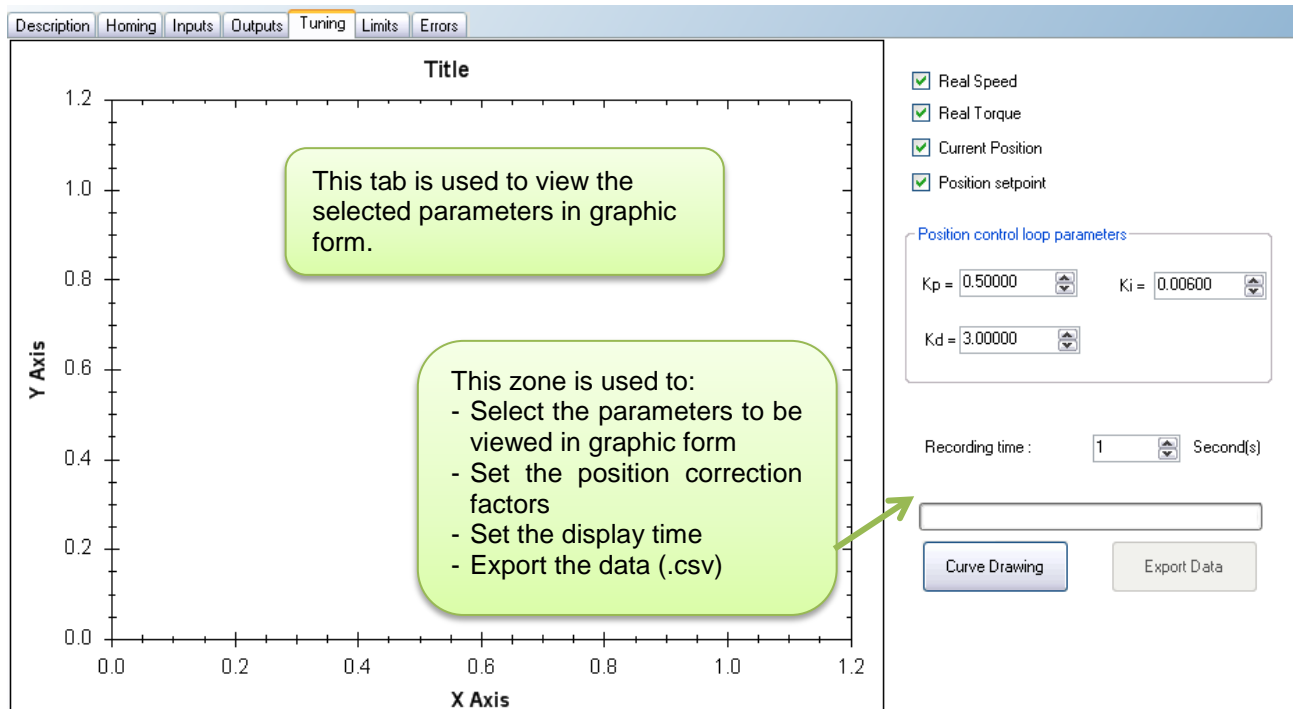 Description Homing Inputs Outputs Tuning Limits Errors
Title
1.2
1.0
0.8
0.6
0.4
0.2
0.0
Y Axis
0.0 0.2 0.4 0.6 0.8 1.0 1.2
X Axis
This tab is used to view the
selected parameters in graphic
form.
This zone is used to:
- Select the parameters to be
viewed in graphic form
- Set the position correction
factors
- Set the display time
- Export the data (.csv)
Real Speed
Real Torque
Current Position
Position setpoint
Position control loop parameters
Kp = 0.50000 Ki = 0.00600
Kd = 3.00000
Recording time : 1 Second(s)
Curve Drawing Export Data